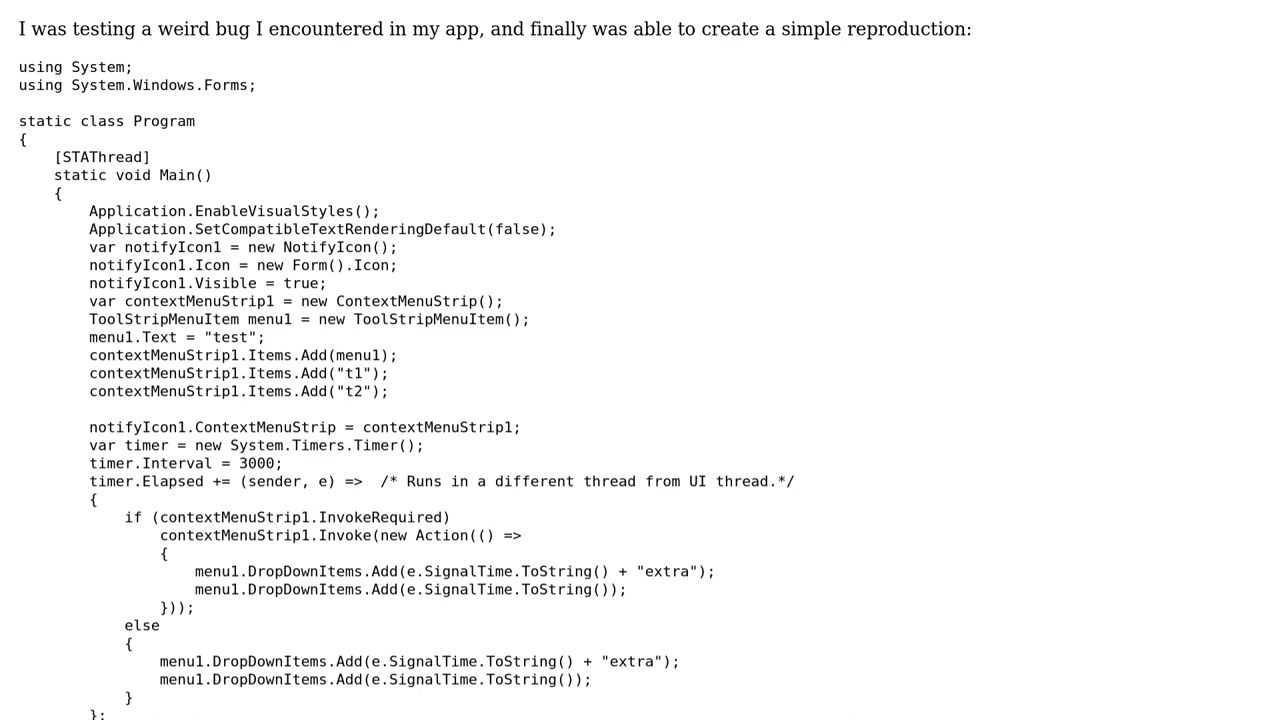 I was testing a weird bug I encountered in my app, and finally was able to create a simple reproduction:
using System;
using System.Windows.Forms;

static class Program
{
    [STAThread]
    static void Main()
    {
        Application.EnableVisualStyles();
        Application.SetCompatibleTextRenderingDefault(false);
        var notifyIcon1 = new NotifyIcon();
        notifyIcon1.Icon = new Form().Icon;
        notifyIcon1.Visible = true;
        var contextMenuStrip1 = new ContextMenuStrip();
        ToolStripMenuItem menu1 = new ToolStripMenuItem();
        menu1.Text = "test";
        contextMenuStrip1.Items.Add(menu1);
        contextMenuStrip1.Items.Add("t1");
        contextMenuStrip1.Items.Add("t2");

        notifyIcon1.ContextMenuStrip = contextMenuStrip1;
        var timer = new System.Timers.Timer();
        timer.Interval = 3000;
        timer.Elapsed += (sender, e) =>  /* Runs in a different thread from UI thread.*/
        {
            if (contextMenuStrip1.InvokeRequired)
                contextMenuStrip1.Invoke(new Action(() =>
                {
                    menu1.DropDownItems.Add(e.SignalTime.ToString() + "extra");
                    menu1.DropDownItems.Add(e.SignalTime.ToString());
                }));
            else
            {
                menu1.DropDownItems.Add(e.SignalTime.ToString() + "extra");
                menu1.DropDownItems.Add(e.SignalTime.ToString());
            }
        };